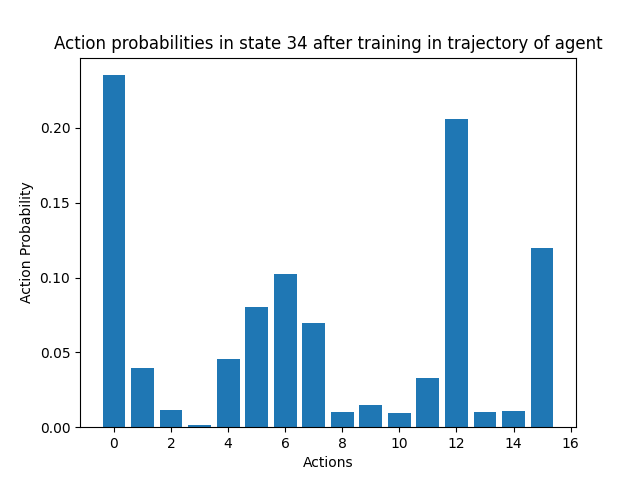 Action probabilities in state 34 after training in trajectory of agent
Action Probability
0.20
0.15
0.10
0.05
0.00
0 2 4 6 8 10 12 14 16
Actions